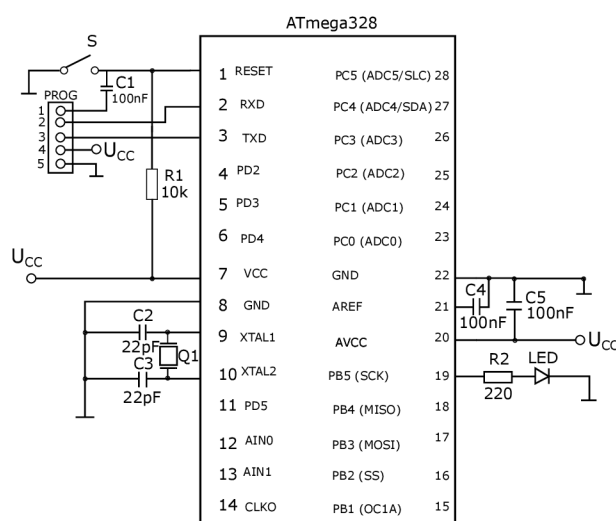 ATmega328
S
C1
100nF
PROG
1
2
3
4
5
UCC
R1
10k
UCC
1 RESET
2 RXD
3 TXD
4 PD2
5 PD3
6 PD4
7 VCC
8 GND
9 XTAL1
10 XTAL2
11 PD5
12 AIN0
13 AIN1
14 CLKO
C2
22pF
Q1
C3
22pF
PC5 (ADC5/SLC) 28
PC4 (ADC4/SDA) 27
PC3 (ADC3) 26
PC2 (ADC2) 25
PC1 (ADC1) 24
PC0 (ADC0) 23
GND 22
AREF 21
AVCC 20
PB5 (SCK) 19
PB4 (MISO) 18
PB3 (MOSI) 17
PB2 (SS) 16
PB1 (OC1A) 15
C4
100nF
C5
100nF
UCC
R2
220
LED